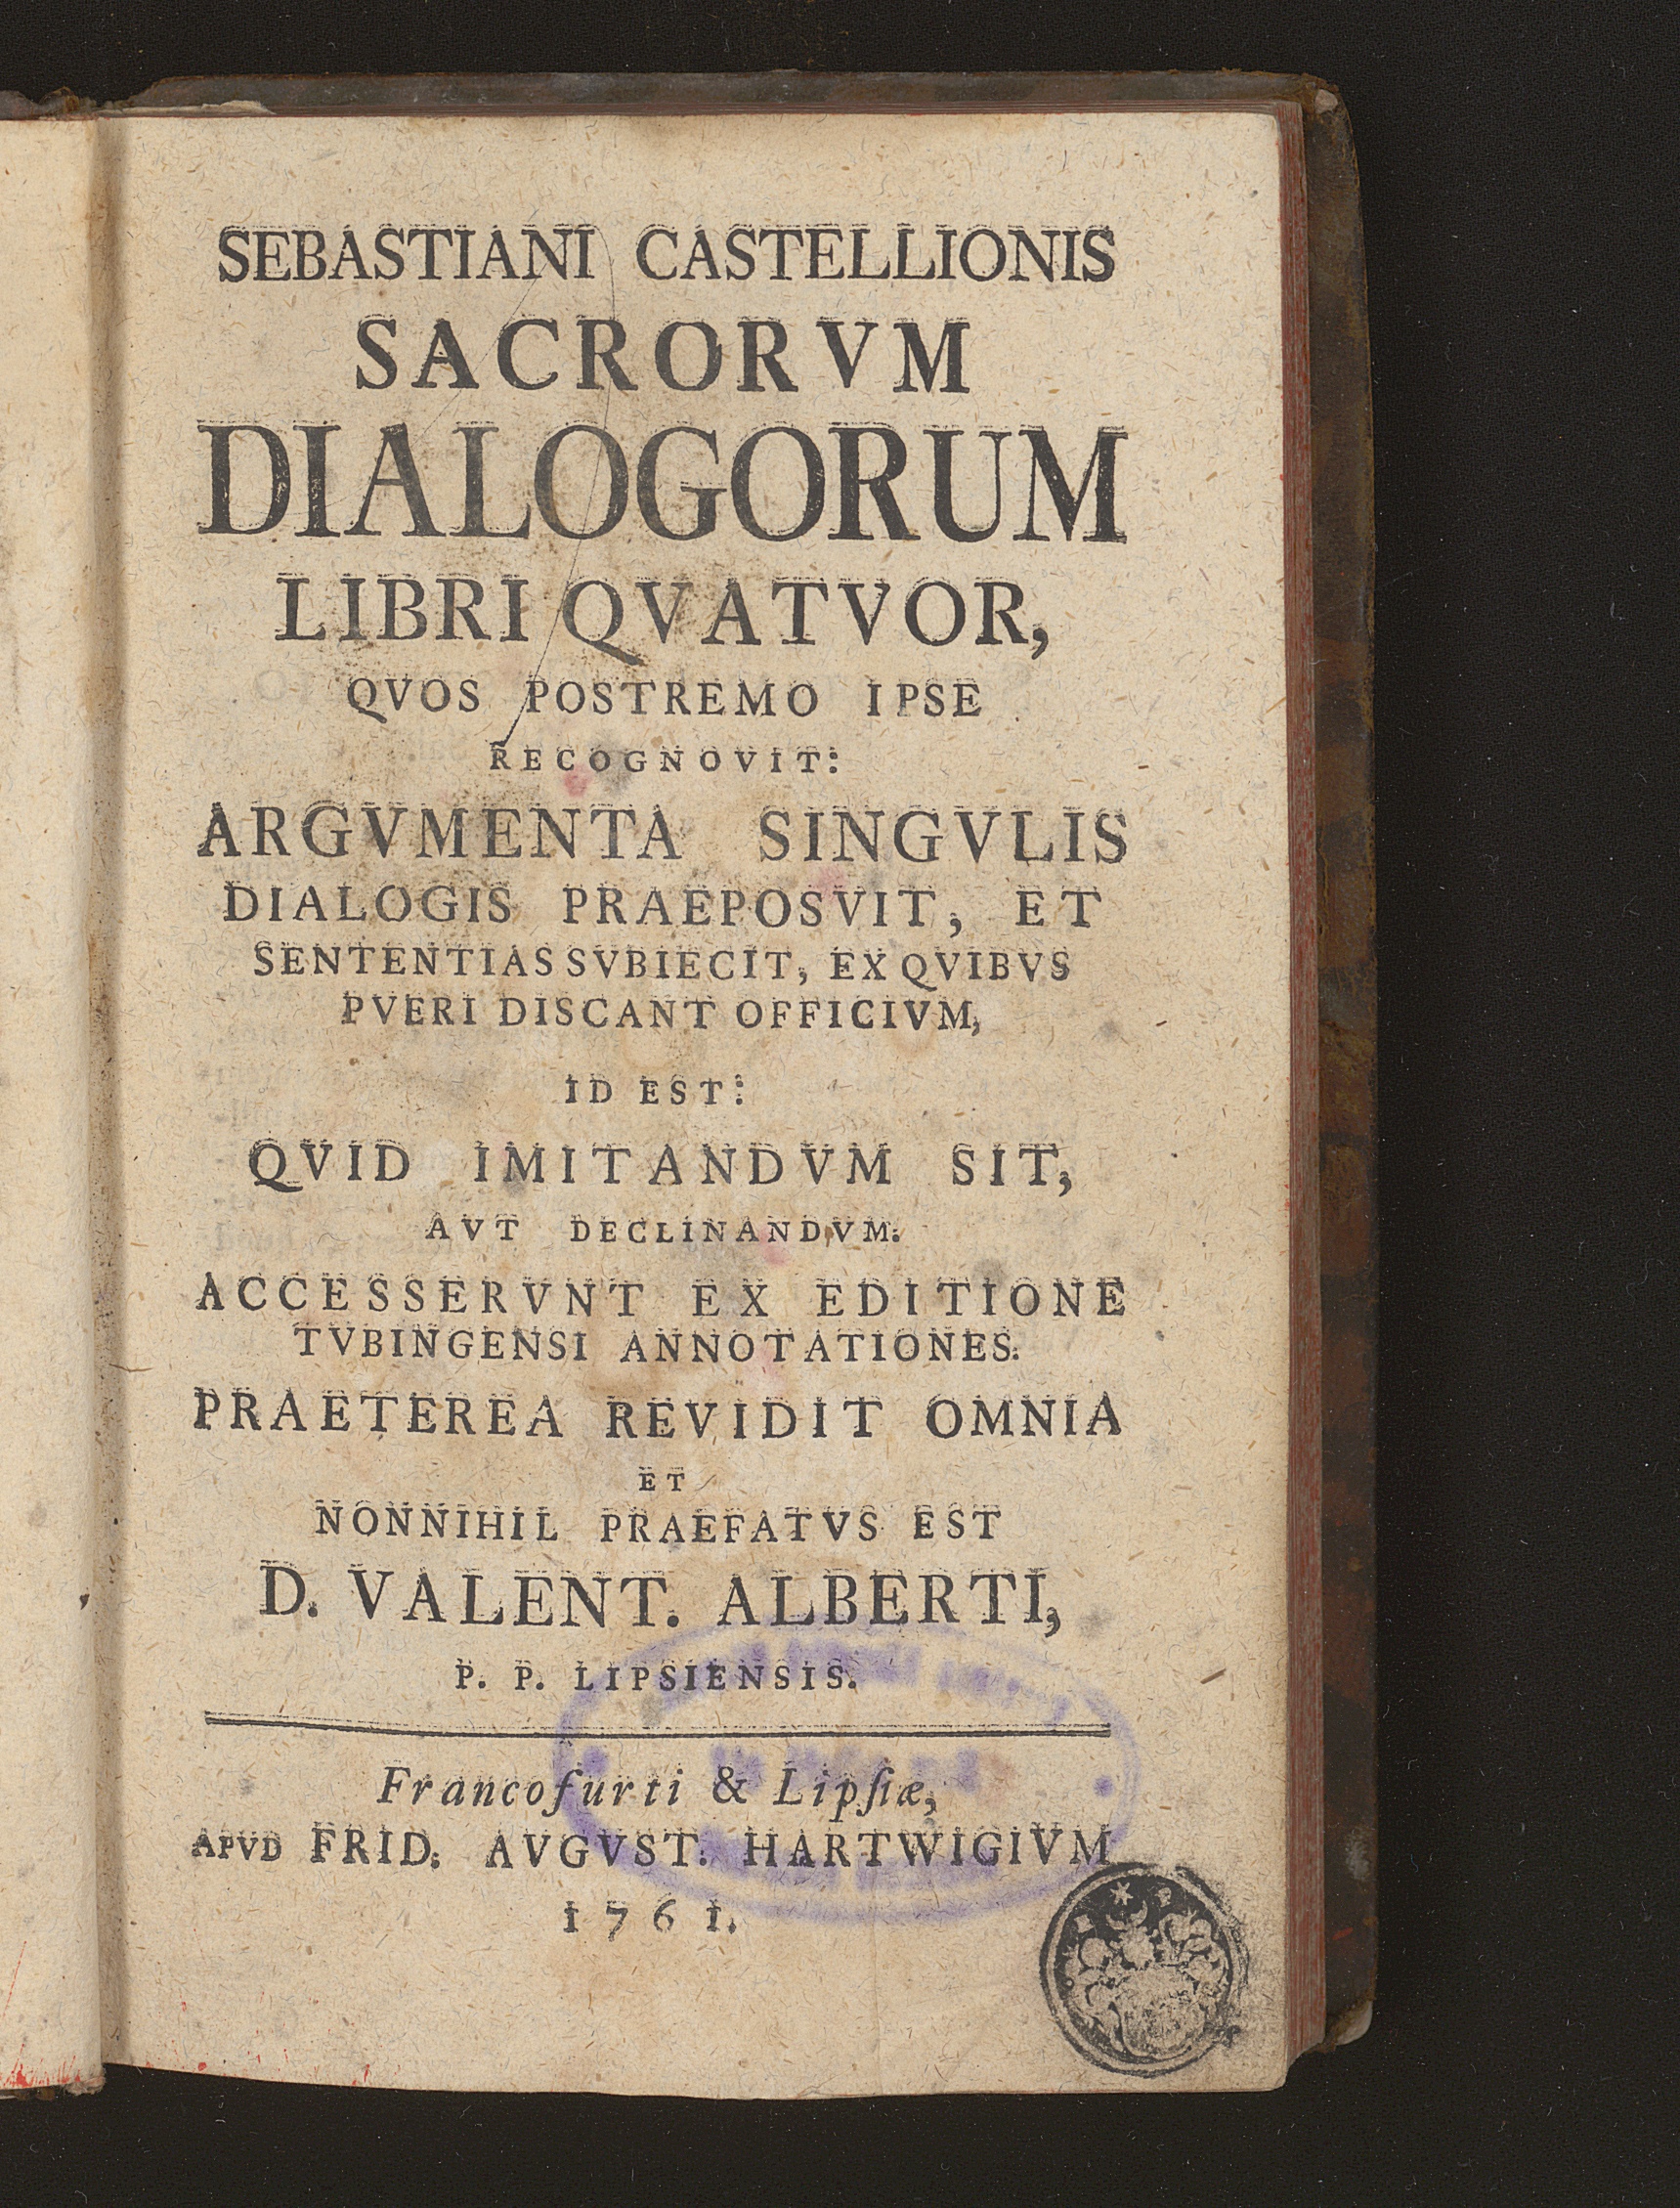 SEBASTIANI CASTELLIONIS
SACRORVM
DIALOGORUM
LIBRI QVATVOR,
QVOS POSTREMO IPSE
RECOGNOVIT:
ARGVMENTA SINGVLIS
DIALOGIS PRAEPOSVIT, ET
SENTENTIAS SVBIECIT, EX QVIBVS
PVERI DISCANT OFFICIVM,
ID EST:
QVID IMITANDVM SIT,
AVT DECLINANDVM.
ACCESSERVNT EX EDITIONE
TVBINGENSI ANNOTATIONES.
PRAETEREA REVIDIT OMNIA
ET
NONNIHIL PRAEFATVS EST
D. VALENT. ALBERTI,
P. P. LIPSIENSIS.
Francofurti & Lipſiæ,
APVD FRID. AVGVST. HARTWIGIVM
1761.